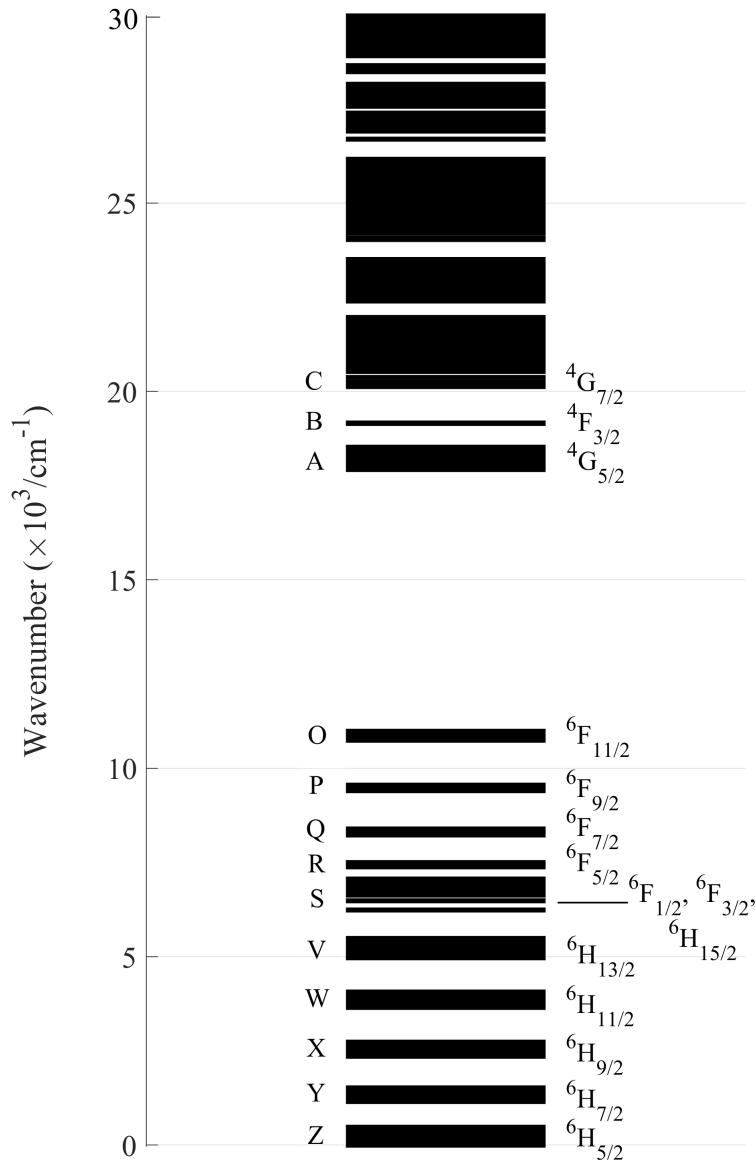 30
25
C ⁴G₇/₂
20
B ⁴F₃/₂
A ⁴G₅/₂
Wavenumber (×10³/cm⁻¹)
15
O ⁶F₁₁/₂
10
P ⁶F₉/₂
Q ⁶F₇/₂
R ⁶F₅/₂
S ⁶F₁/₂, ⁶F₃/₂,
⁶H₁₅/₂
V ⁶H₁₃/₂
5
W ⁶H₁₁/₂
X ⁶H₉/₂
Y ⁶H₇/₂
Z ⁶H₅/₂
0